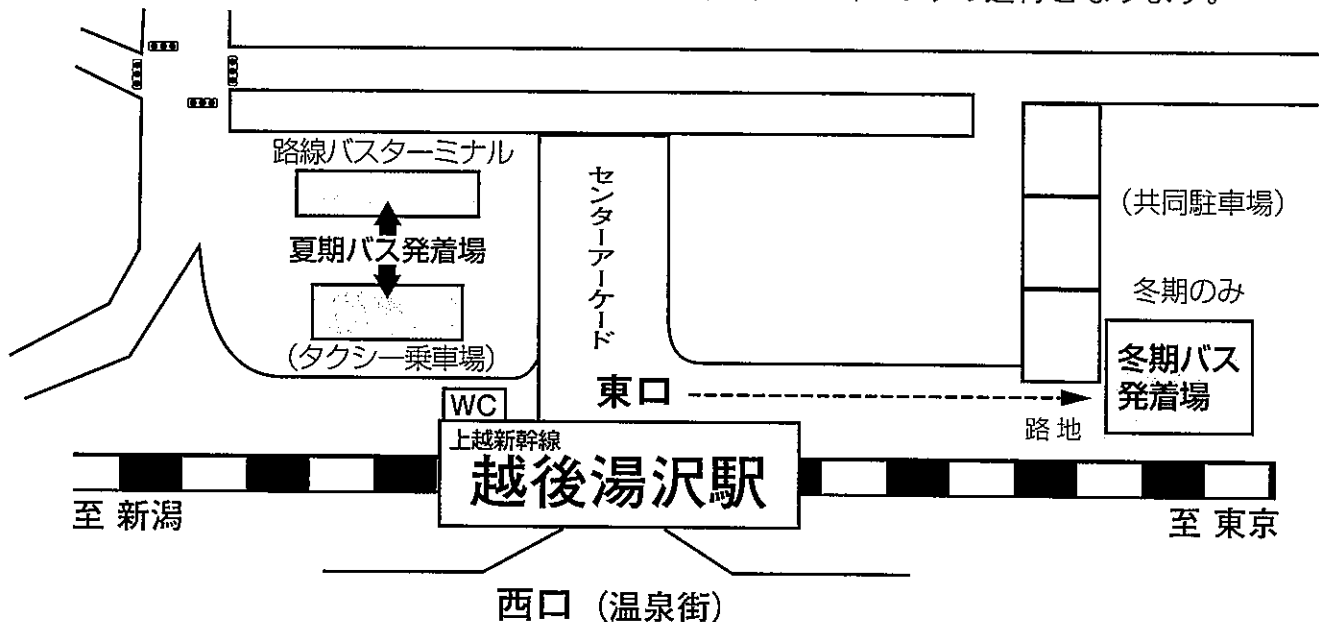 路線バスターミナル
夏期バス発着場
(タクシー乗車場)
センターアーケード
(共同駐車場)
冬期のみ
冬期バス
発着場
東口
路地
WC
上越新幹線
越後湯沢駅
至 新潟
至 東京
西口 (温泉街)